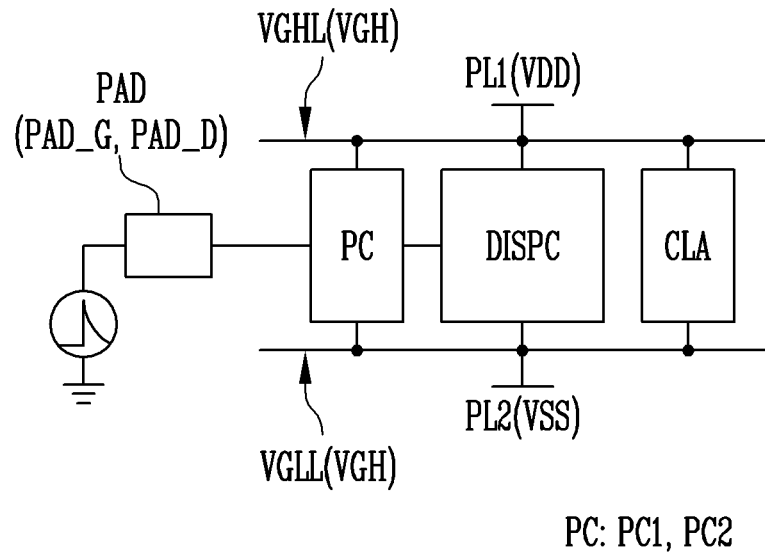 VGHL(VGH)
PL1(VDD)
PAD
(PAD_G, PAD_D)
PC
DISPC
CLA
PL2(VSS)
VGLL(VGH)
PC: PC1, PC2